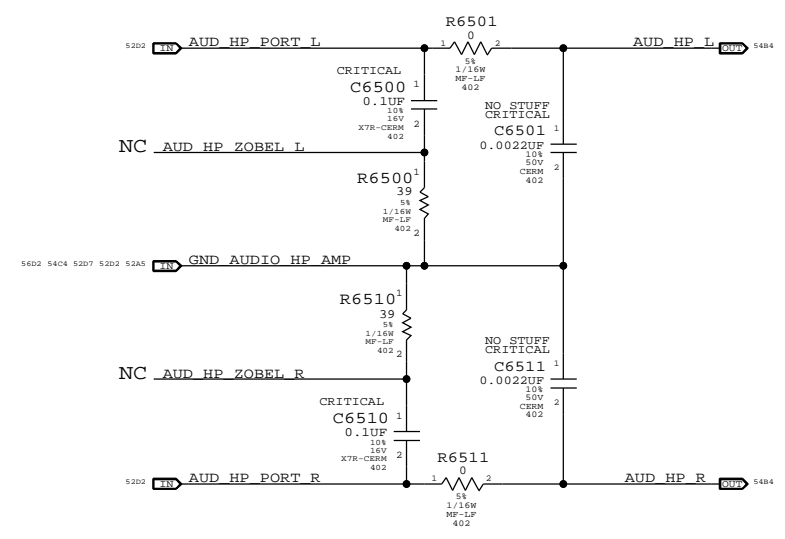 R6501
0
52D2 IN AUD_HP_PORT_L 1 2 AUD_HP_L OUT 54B4
5%
1/16W
MF-LF
402
CRITICAL
C6500 1
0.1UF
10%
16V
X7R-CERM 2
402
NO STUFF
CRITICAL
C6501 1
0.0022UF
10%
50V 2
CERM
402
NC AUD_HP_ZOBEL_L
R6500 1
39
5%
1/16W
MF-LF
402 2
56D2 54C4 52D7 52D2 52A5 IN GND_AUDIO_HP_AMP
R6510 1
39
5%
1/16W
MF-LF
402 2
NO STUFF
CRITICAL
C6511 1
0.0022UF
10%
50V
CERM 2
402
NC AUD_HP_ZOBEL_R
CRITICAL
C6510 1
0.1UF
10%
16V
X7R-CERM 2
402
R6511
0
52D2 IN AUD_HP_PORT_R 1 2 AUD_HP_R OUT 54B4
5%
1/16W
MF-LF
402